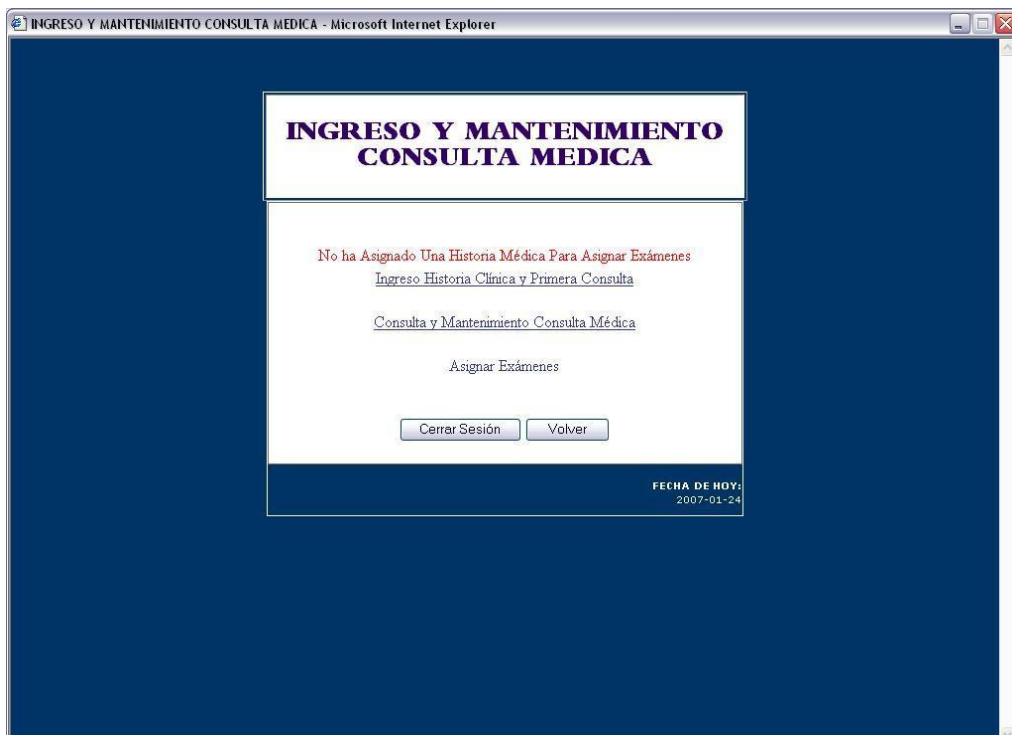 INGRESO Y MANTENIMIENTO CONSULTA MEDICA - Microsoft Internet Explorer
INGRESO Y MANTENIMIENTO
CONSULTA MEDICA
No ha Asignado Una Historia Médica Para Asignar Exámenes
Ingreso Historia Clínica y Primera Consulta
Consulta y Mantenimiento Consulta Médica
Asignar Exámenes
Cerrar Sesión Volver
FECHA DE HOY:
2007-01-24